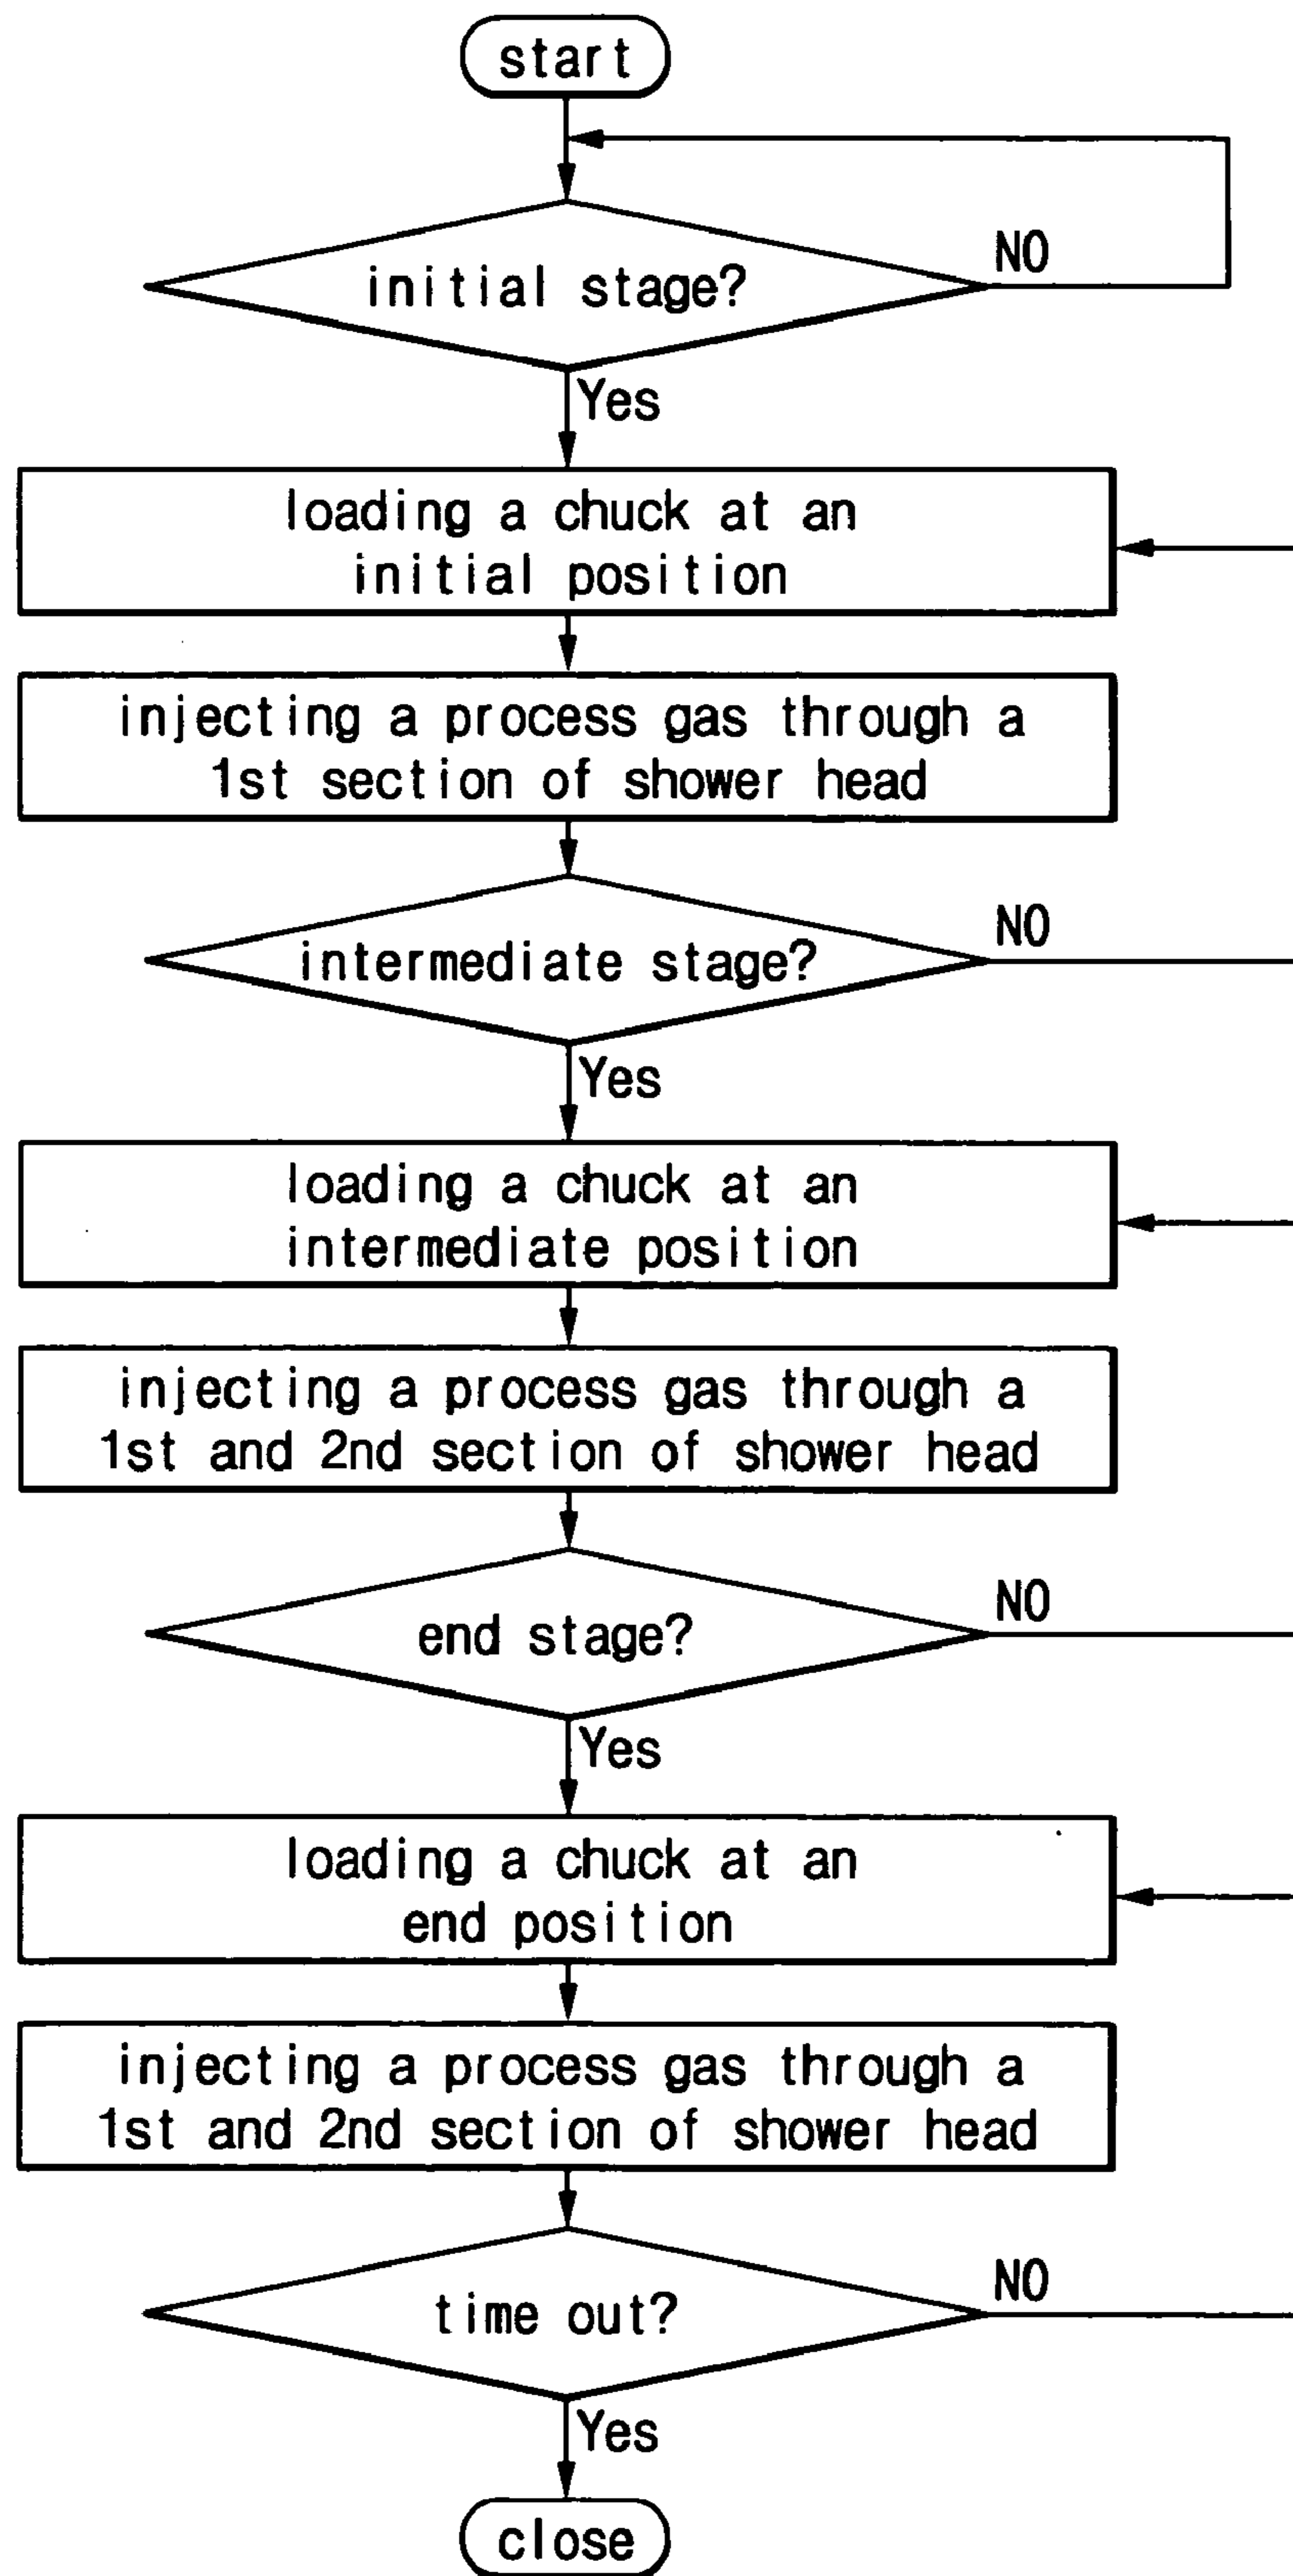 start
initial stage?
NO
Yes
loading a chuck at an
initial position
injecting a process gas through a
1st section of shower head
intermediate stage?
NO
Yes
loading a chuck at an
intermediate position
injecting a process gas through a
1st and 2nd section of shower head
end stage?
NO
Yes
loading a chuck at an
end position
injecting a process gas through a
1st and 2nd section of shower head
time out?
NO
Yes
close